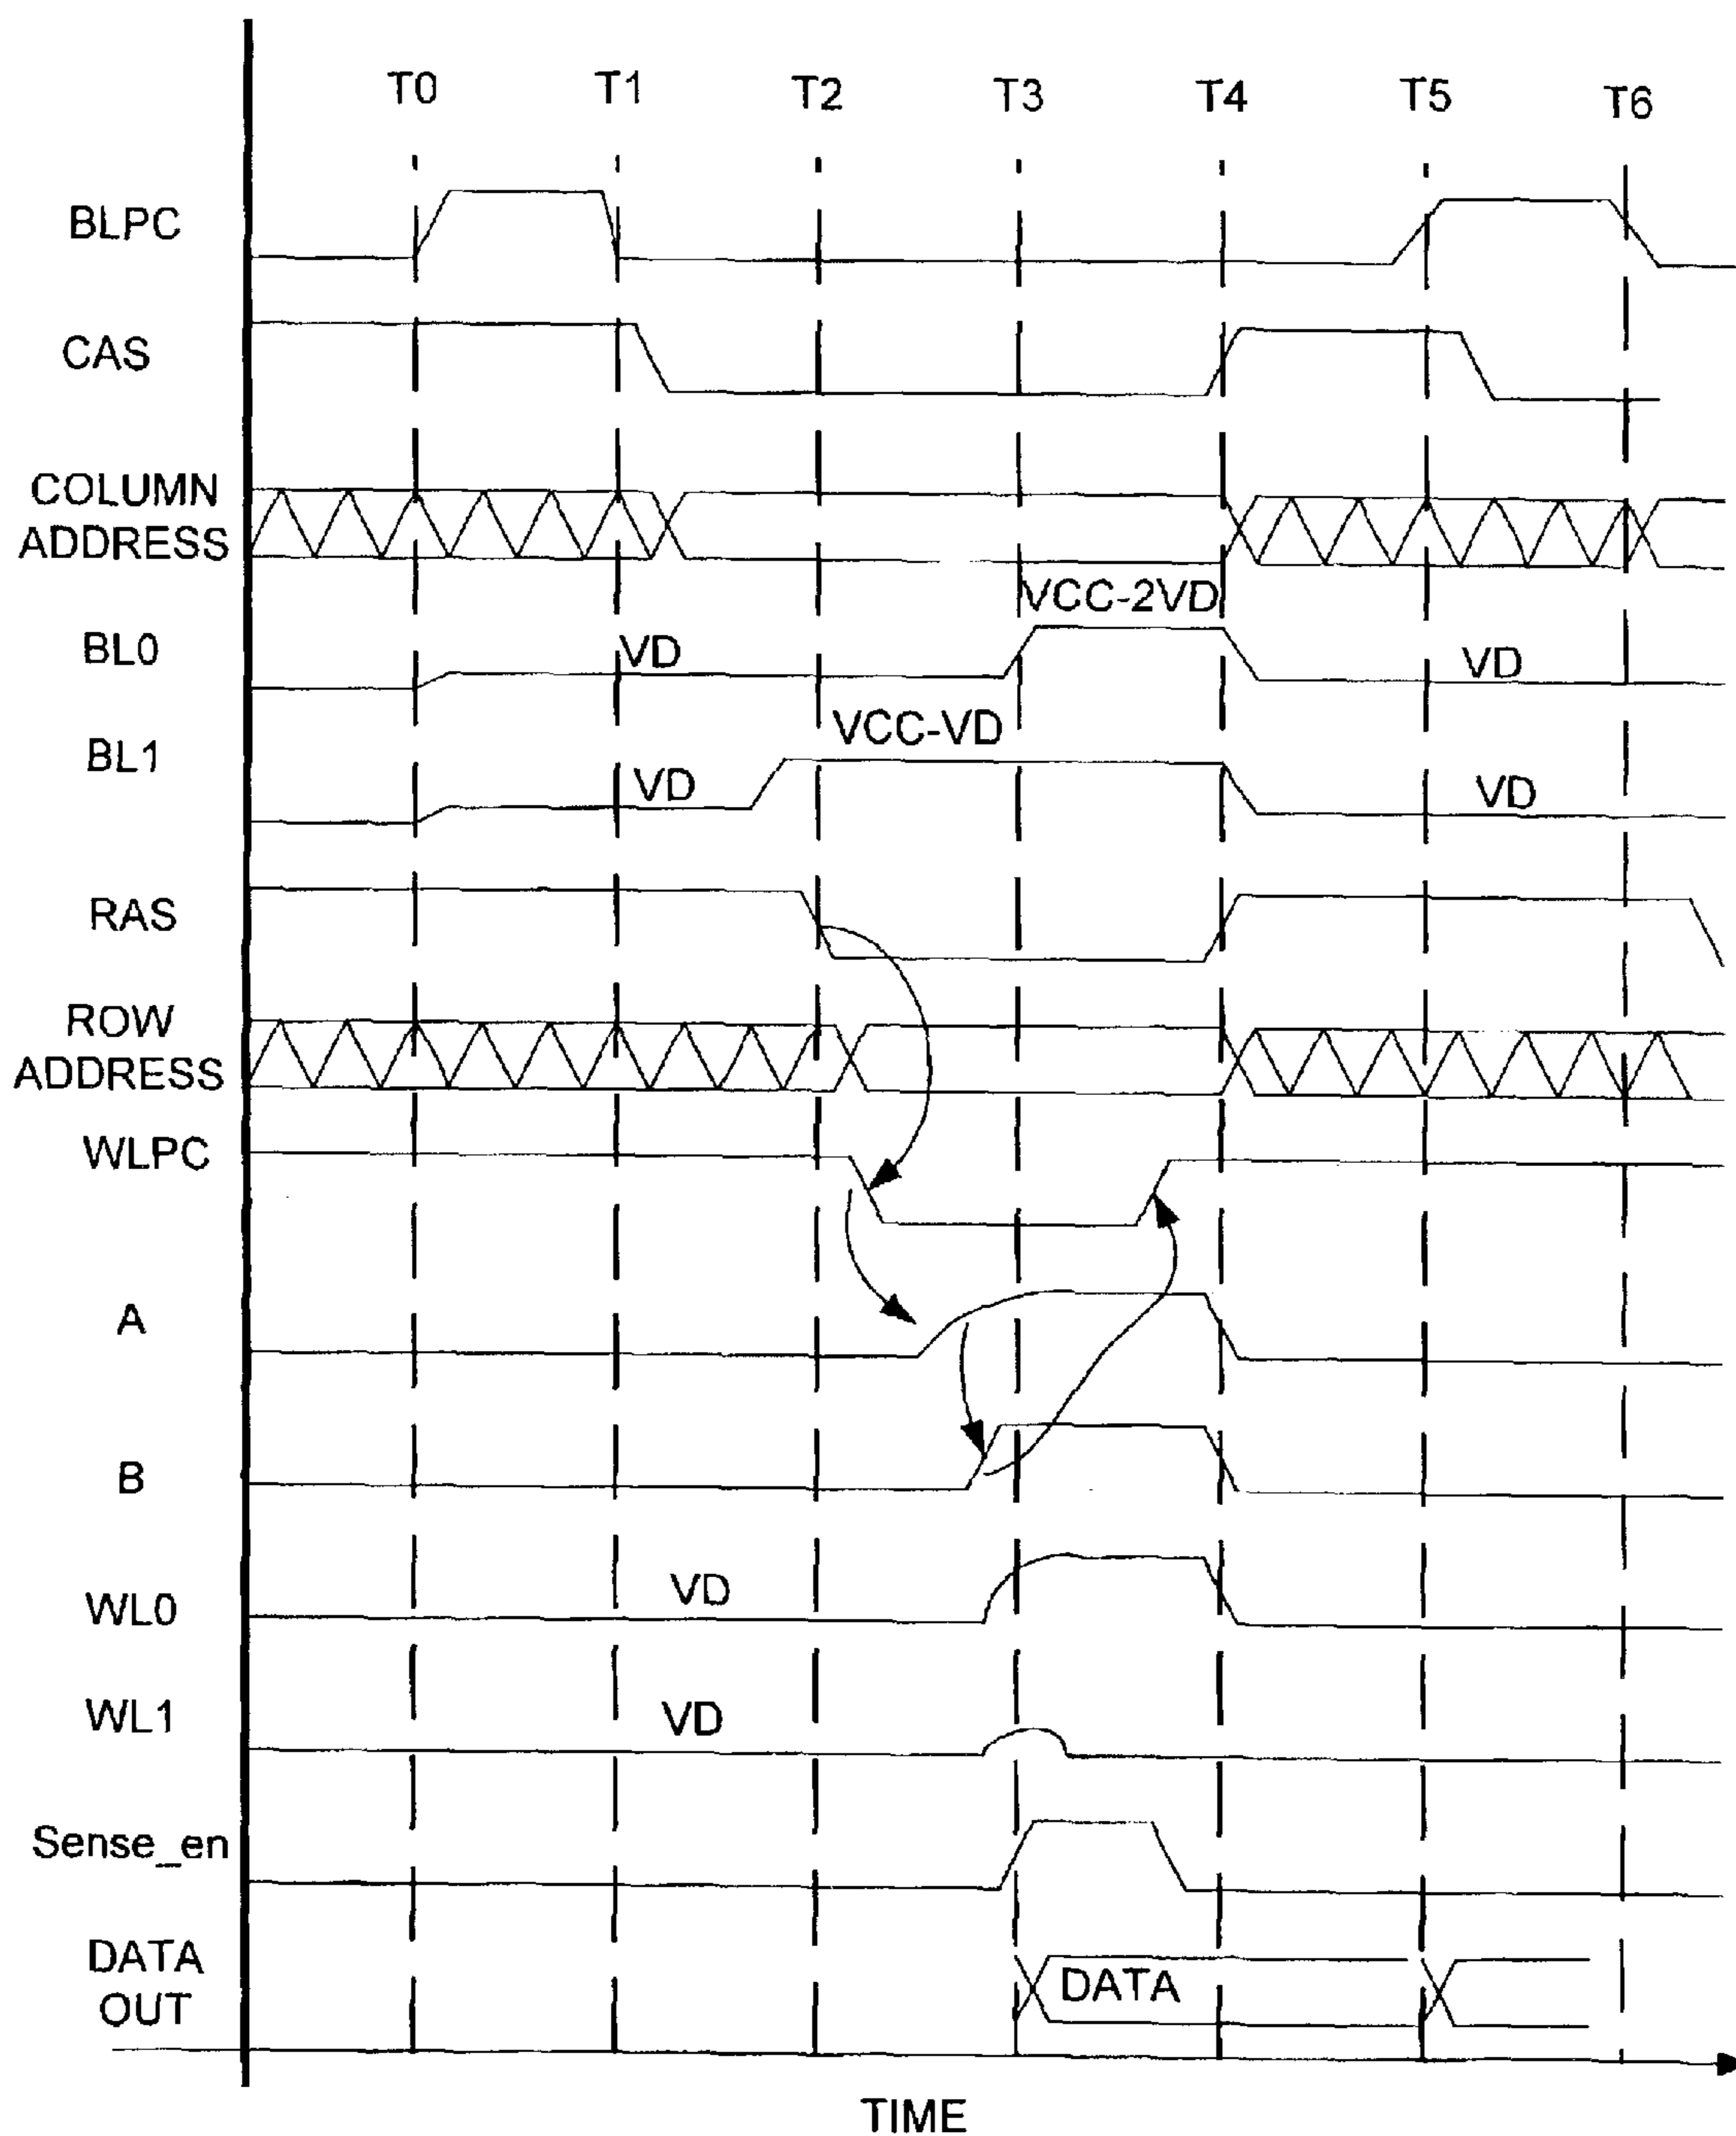 T0 T1 T2 T3 T4 T5 T6
BLPC
CAS
COLUMN
ADDRESS
VCC-2VD
BL0 VD VD
VCC-VD
BL1 VD VD
RAS
ROW
ADDRESS
WLPC
A
B
WL0 VD
WL1 VD
Sense_en
DATA
OUT
DATA
TIME